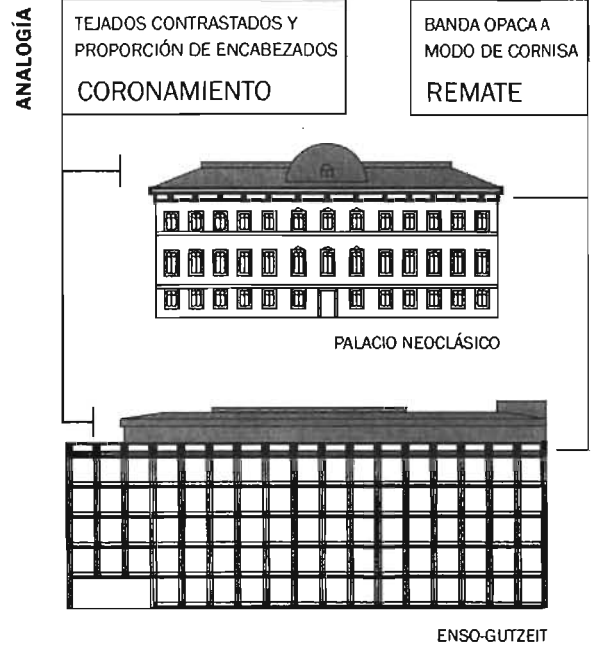 ANALOGÍA
TEJADOS CONTRASTADOS Y
PROPORCIÓN DE ENCABEZADOS
CORONAMIENTO
BANDA OPACA A
MODO DE CORNISA
REMATE
PALACIO NEOCLÁSICO
ENSO-GUTZEIT